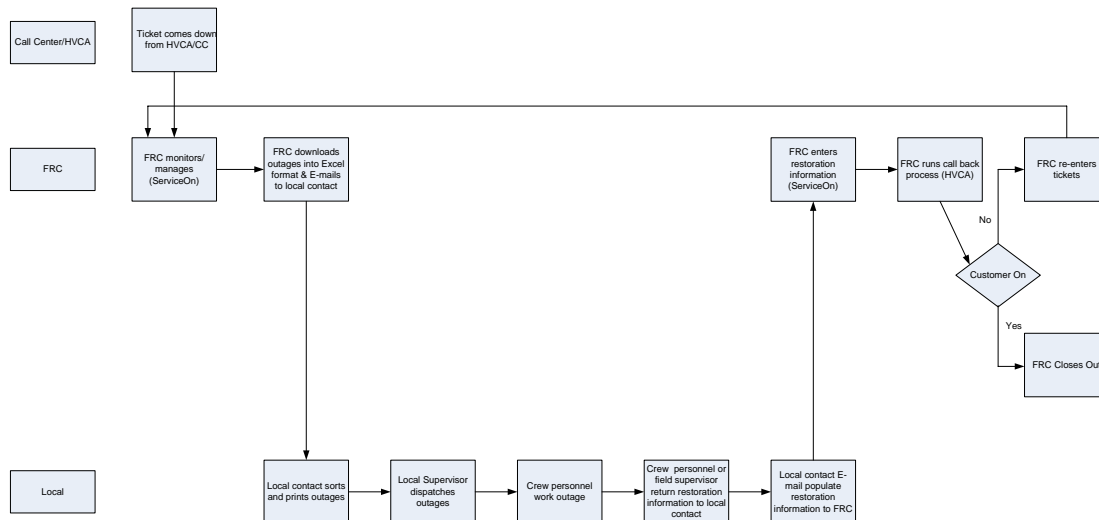 Call Center/HVCA
Ticket comes down
from HVCA/CC
FRC
FRC monitors/
manages
(ServiceOn)
FRC downloads
outages into Excel
format & E-mails
to local contact
FRC enters
restoration
information
(ServiceOn)
FRC runs call back
process (HVCA)
FRC re-enters
tickets
No
Customer On
Yes
FRC Closes Out
Local
Local contact sorts
and prints outages
Local Supervisor
dispatches
outages
Crew personnel
work outage
Crew personnel or
field supervisor
return restoration
information to local
contact
Local contact E-
mail populate
restoration
information to FRC